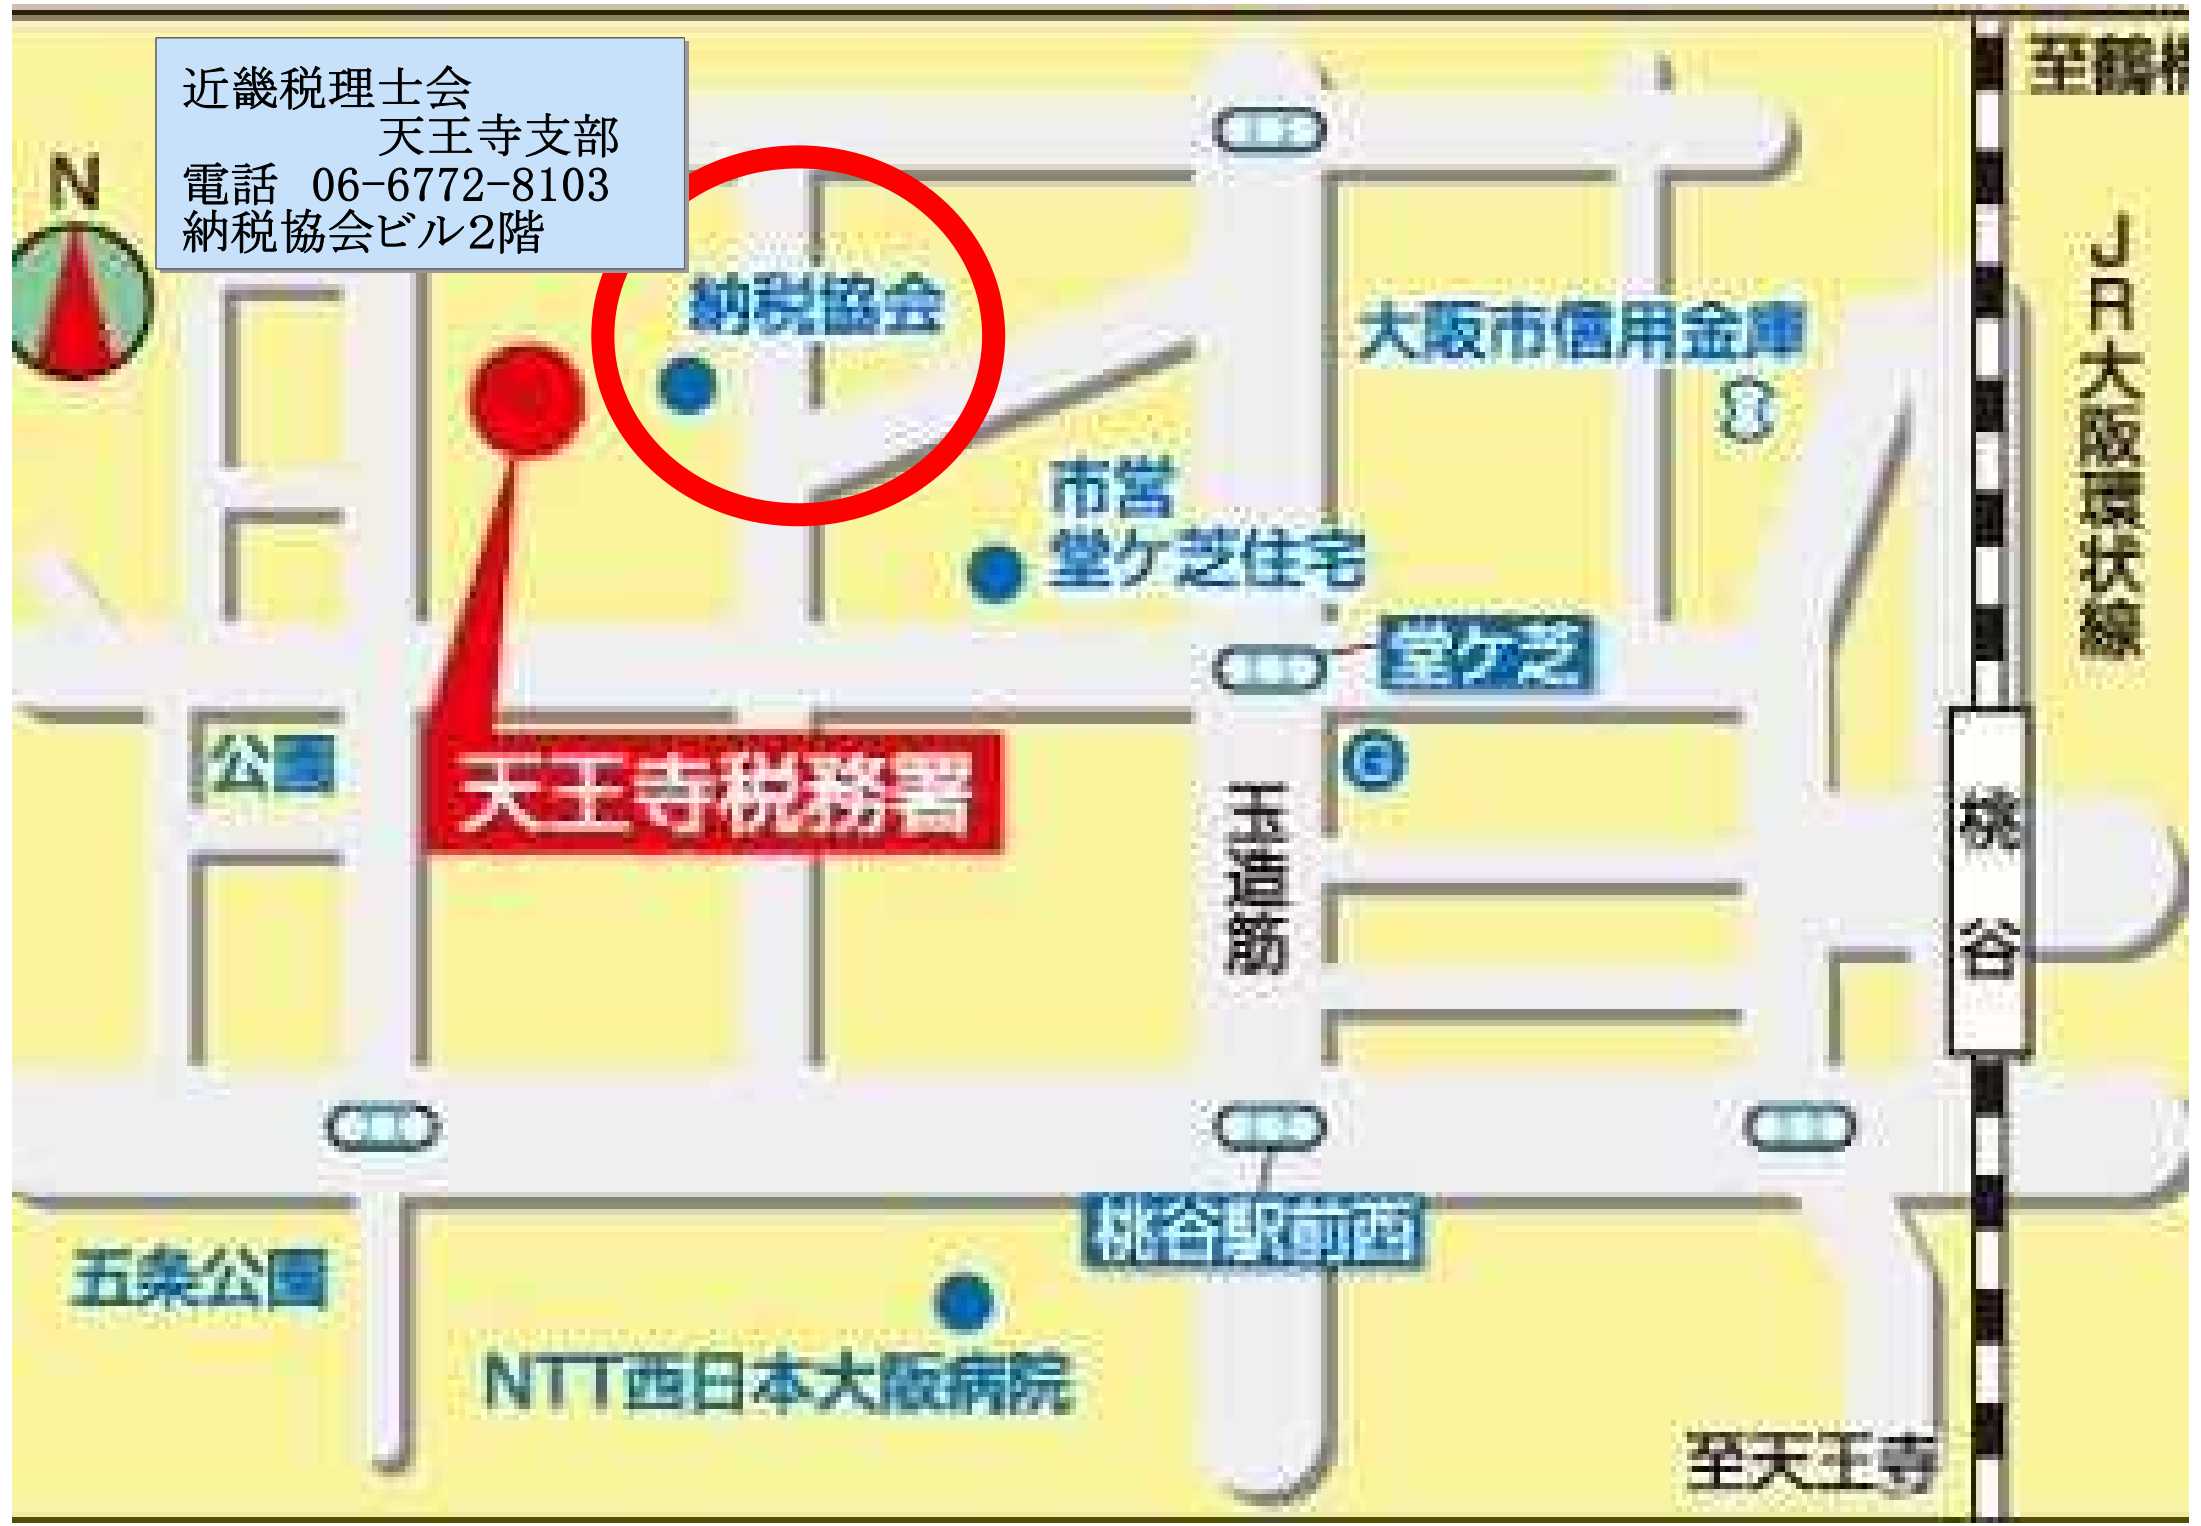 近畿税理士会
天王寺支部
電話 06-6772-8103
納税協会ビル2階
N
至鶴橋
JR大阪環状線
納税協会
大阪市信用金庫
市営
堂ケ芝住宅
堂ケ芝
公園
天王寺税務署
G
玉造筋
桃谷
桃谷駅前西
五条公園
NTT西日本大阪病院
至天王寺